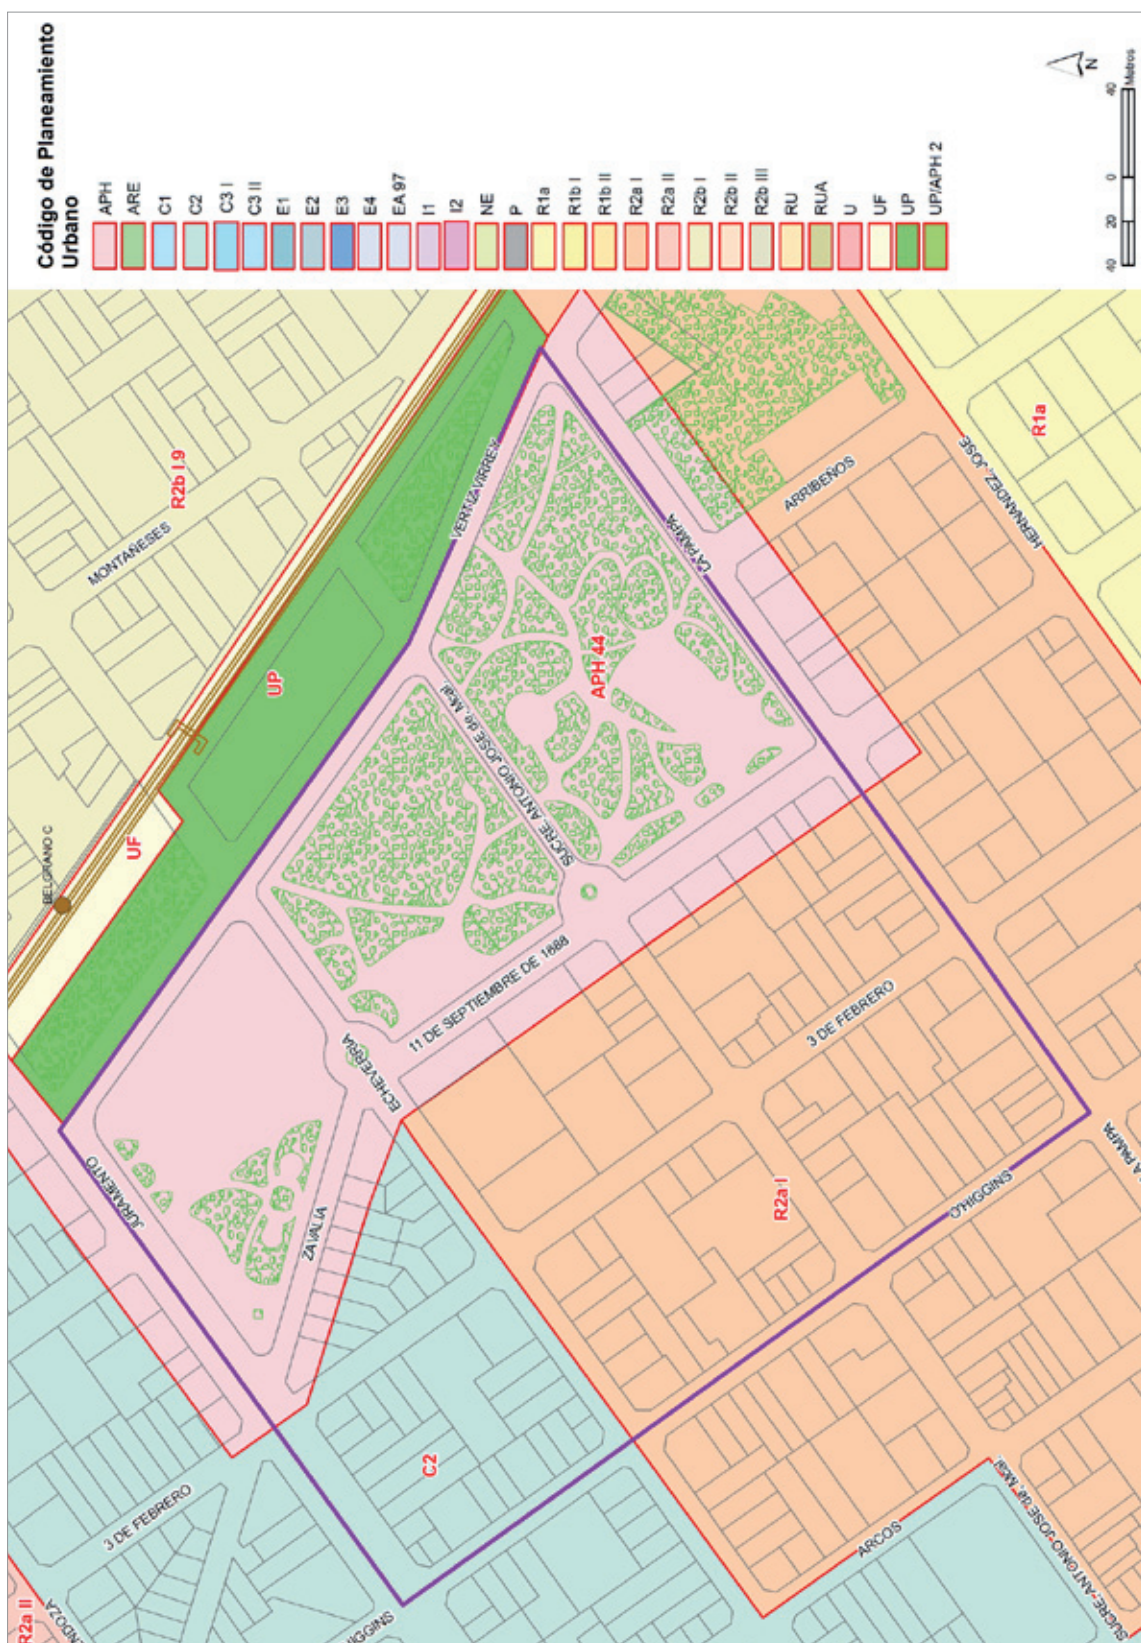 Código de Planeamiento
Urbano
APH
ARE
C1
C2
C3 I
C3 II
E1
E2
E3
E4
EA 97
I1
I2
NE
P
R1a
R1b I
R1b II
R2a I
R2a II
R2b I
R2b II
R2b III
RU
RUA
U
UF
UP
UP/APH 2
N
40 20 0 40
Metros
R2b I.9
MONTAÑESES
BELGRANO C
UF
UP
VERTIZ, VIRREY
R1a
HERNANDEZ, JOSE
ARRIBEÑOS
LA PAMPA
APH 44
SUCRE, ANTONIO JOSE de, Mcal.
JURAMENTO
ECHEVERRIA
11 DE SEPTIEMBRE DE 1888
ZAVALIA
3 DE FEBRERO
R2a I
O'HIGGINS
A PAMPA
C2
3 DE FEBRERO
ARCOS
SUCRE, ANTONIO JOSE de, Mcal.
R2a II
NDOZA
IGGINS